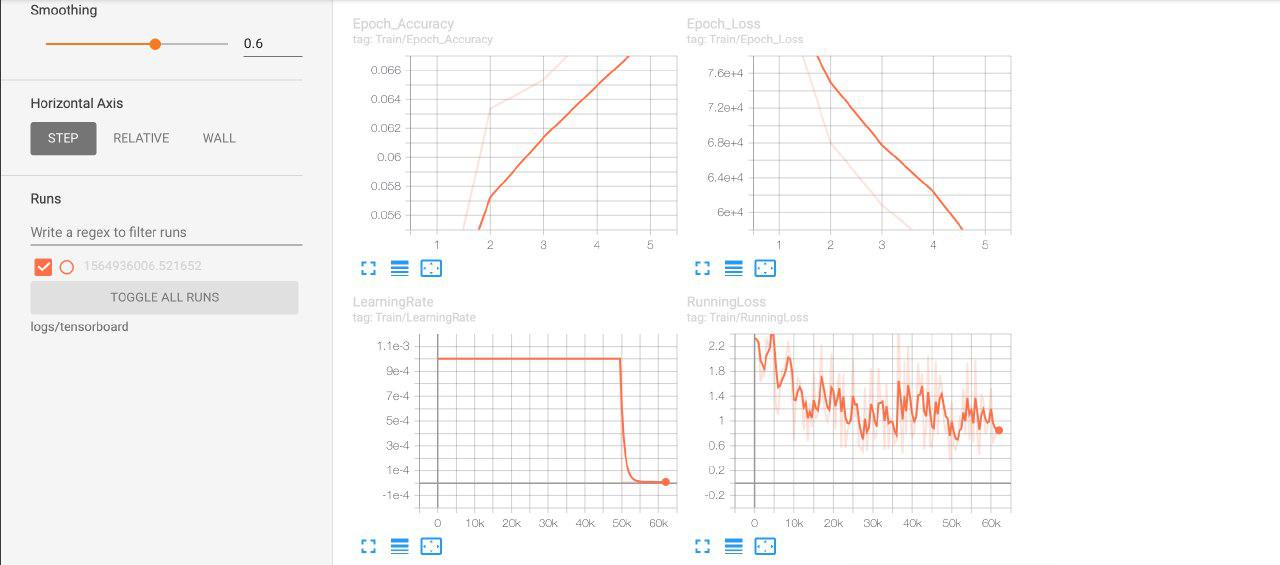 Smoothing
0.6
Horizontal Axis
STEP RELATIVE WALL
Runs
Write a regex to filter runs
1564936006.521652
TOGGLE ALL RUNS
logs/tensorboard
Epoch_Accuracy
tag: Train/Epoch_Accuracy
0.066
0.064
0.062
0.06
0.058
0.056
1 2 3 4 5
Epoch_Loss
tag: Train/Epoch_Loss
7.6e+4
7.2e+4
6.8e+4
6.4e+4
6e+4
1 2 3 4 5
LearningRate
tag: Train/LearningRate
1.1e-3
9e-4
7e-4
5e-4
3e-4
1e-4
-1e-4
0 10k 20k 30k 40k 50k 60k
RunningLoss
tag: Train/RunningLoss
2.2
1.8
1.4
1
0.6
0.2
-0.2
0 10k 20k 30k 40k 50k 60k